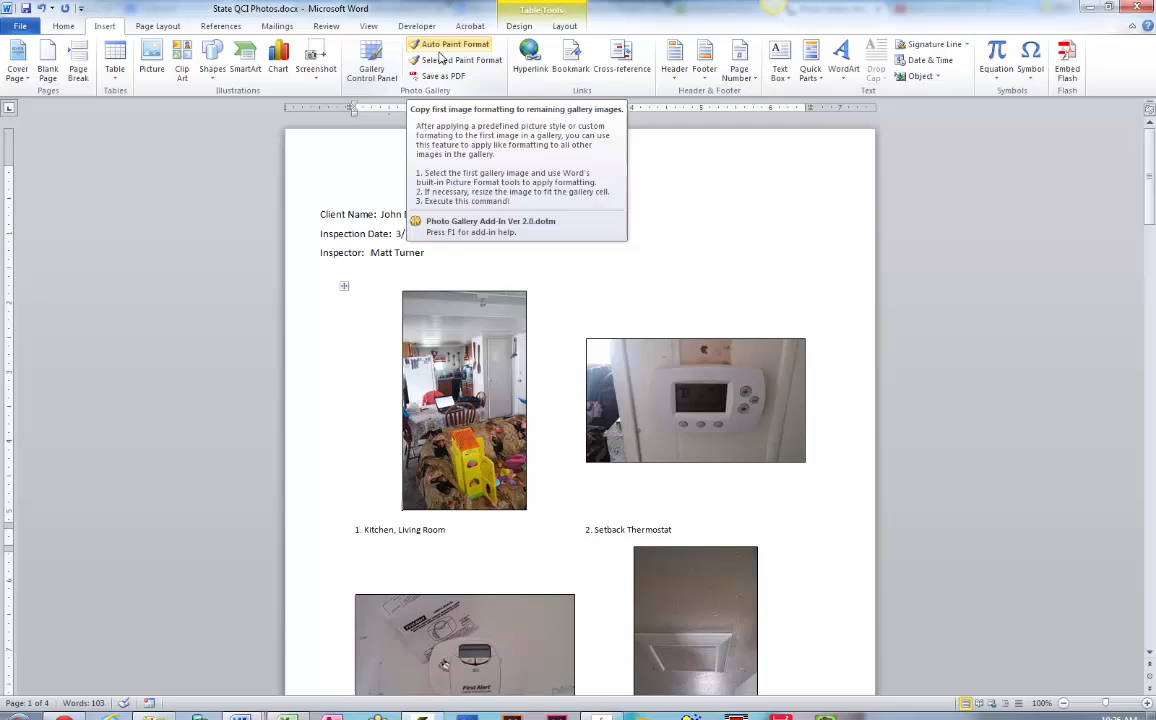 State QCI Photos.docx - Microsoft Word
Table Tools
File Home Insert Page Layout References Mailings Review View Developer Acrobat Design Layout
Cover Page
Blank Page
Page Break
Table
Picture
Clip Art
Shapes
SmartArt
Chart
Screenshot
Gallery Control Panel
Auto Paint Format
Selected Paint Format
Save as PDF
Hyperlink
Bookmark
Cross-reference
Header
Footer
Page Number
Text Box
Quick Parts
WordArt
Drop Cap
Signature Line
Date & Time
Object
Equation
Symbol
Embed Flash
Pages Tables Illustrations Photo Gallery Links Header & Footer Text Symbols Flash
Copy first image formatting to remaining gallery images.
After applying a predefined picture style or custom
formating to the first image in a gallery, you can use
this feature to apply like formatting to all other
images in the gallery.
1. Select the first gallery image and use Word's
built-in Picture Format tools to apply formatting.
2. If necessary, resize the image to fit the gallery cell.
3. Execute this command!
Photo Gallery Add-In Ver 2.0.dotm
Press F1 for add-in help.
Client Name: John
Inspection Date: 3/
Inspector: Matt Turner
1. Kitchen, Living Room
2. Setback Thermostat
First Alert
Page: 1 of 4 Words: 103
100%